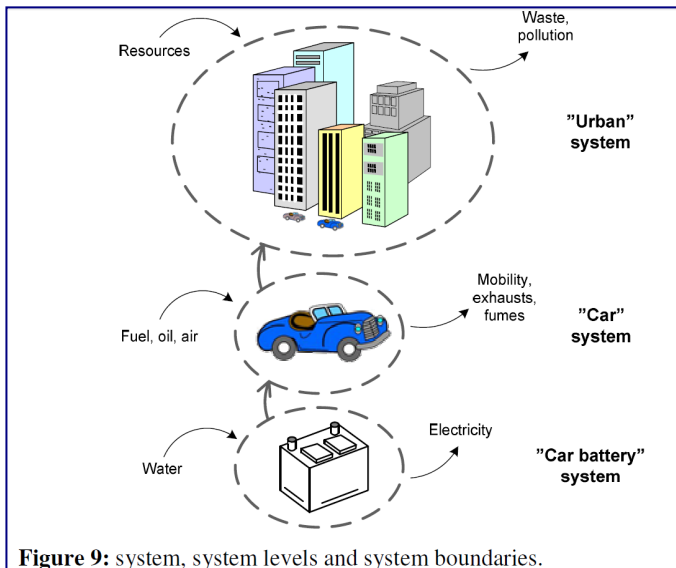 Resources
Waste,
pollution
”Urban”
system
Fuel, oil, air
Mobility,
exhausts,
fumes
”Car”
system
Water
Electricity
”Car battery”
system
Figure 9: system, system levels and system boundaries.